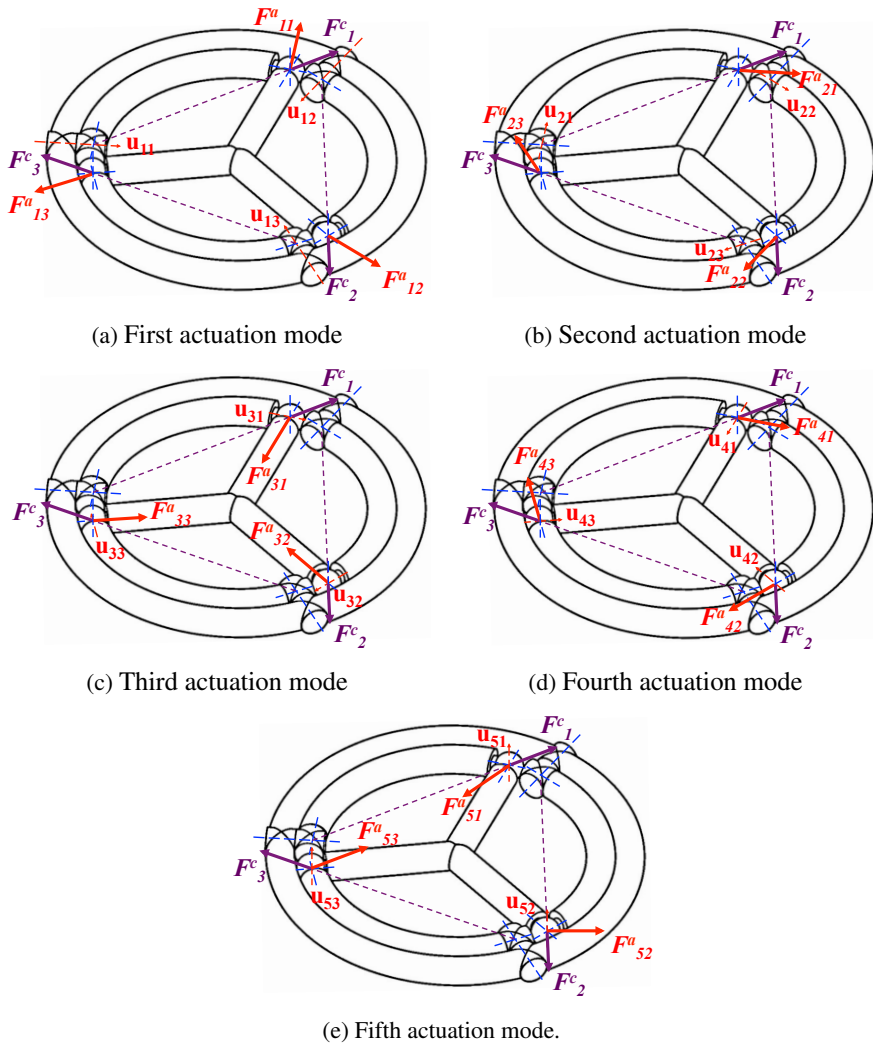 F^a_11
F^c_1
u_12
u_11
F^c_3
F^a_13
u_13
F^a_12
F^c_2
(a) First actuation mode
F^c_1
F^a_21
u_22
F^a_23
u_21
F^c_3
u_23
F^a_22
F^c_2
(b) Second actuation mode
F^c_1
u_31
F^a_31
F^c_3
F^a_33
F^a_32
u_33
u_32
F^c_2
(c) Third actuation mode
F^c_1
F^a_41
u_41
F^a_43
F^c_3
u_43
u_42
F^a_42
F^c_2
(d) Fourth actuation mode
F^c_1
u_51
F^a_51
F^a_53
F^c_3
u_53
u_52
F^a_52
F^c_2
(e) Fifth actuation mode.